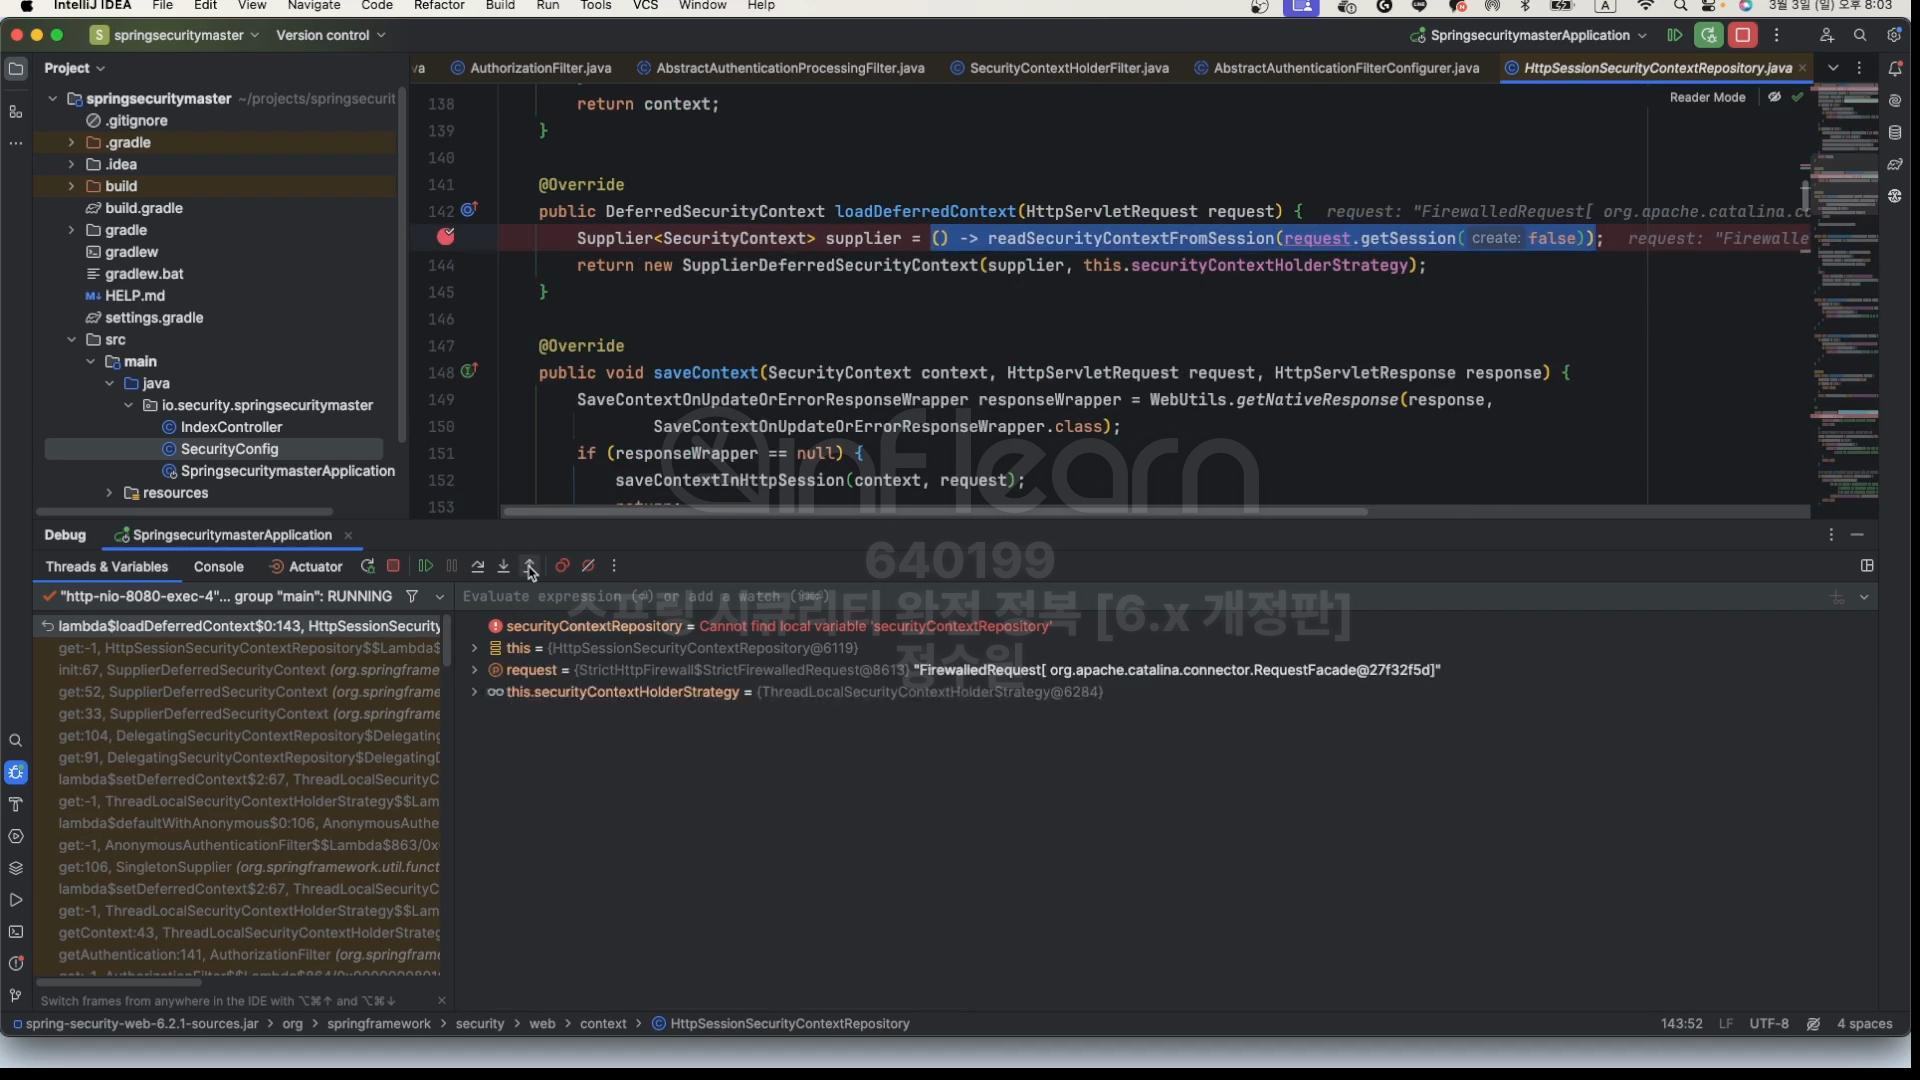 IntelliJ IDEA File Edit View Navigate Code Refactor Build Run Tools VCS Window Help A 3월 3일 (일) 오후 8:03
S springsecuritymaster Version control SpringsecuritymasterApplication
Project
va AuthorizationFilter.java AbstractAuthenticationProcessingFilter.java SecurityContextHolderFilter.java AbstractAuthenticationFilterConfigurer.java HttpSessionSecurityContextRepository.java
Reader Mode
springsecuritymaster ~/projects/springsecurit
.gitignore
.gradle
.idea
build
build.gradle
gradle
gradlew
gradlew.bat
HELP.md
settings.gradle
src
main
java
io.security.springsecuritymaster
IndexController
SecurityConfig
SpringsecuritymasterApplication
resources
138 return context;
139 }
140
141 @Override
142 public DeferredSecurityContext loadDeferredContext(HttpServletRequest request) { request: "FirewalledRequest[ org.apache.catalina.c
Supplier<SecurityContext> supplier = () -> readSecurityContextFromSession(request.getSession( create: false)); request: "Firewalle
144 return new SupplierDeferredSecurityContext(supplier, this.securityContextHolderStrategy);
145 }
146
147 @Override
148 public void saveContext(SecurityContext context, HttpServletRequest request, HttpServletResponse response) {
149 SaveContextOnUpdateOrErrorResponseWrapper responseWrapper = WebUtils.getNativeResponse(response,
150 SaveContextOnUpdateOrErrorResponseWrapper.class);
151 if (responseWrapper == null) {
152 saveContextInHttpSession(context, request);
153 return;
inflearn
640199
스프링 시큐리티 완전 정복 [6.x 개정판]
정수원
Debug SpringsecuritymasterApplication
Threads & Variables Console Actuator
"http-nio-8080-exec-4"... group "main": RUNNING
Evaluate expression (⏎) or add a watch (⇧⌘⏎)
lambda$loadDeferredContext$0:143, HttpSessionSecurity
get:-1, HttpSessionSecurityContextRepository$$Lambda$
init:67, SupplierDeferredSecurityContext (org.springframe
get:52, SupplierDeferredSecurityContext (org.springframe
get:33, SupplierDeferredSecurityContext (org.springframe
get:104, DelegatingSecurityContextRepository$Delegating
get:91, DelegatingSecurityContextRepository$DelegatingD
lambda$setDeferredContext$2:67, ThreadLocalSecurityC
get:-1, ThreadLocalSecurityContextHolderStrategy$$Lam
lambda$defaultWithAnonymous$0:106, AnonymousAuthe
get:-1, AnonymousAuthenticationFilter$$Lambda$863/0x
get:106, SingletonSupplier (org.springframework.util.funct
lambda$setDeferredContext$2:67, ThreadLocalSecurityC
get:-1, ThreadLocalSecurityContextHolderStrategy$$Lam
getContext:43, ThreadLocalSecurityContextHolderStrateg
getAuthentication:141, AuthorizationFilter (org.springfram
securityContextRepository = Cannot find local variable 'securityContextRepository'
this = {HttpSessionSecurityContextRepository@6119}
request = {StrictHttpFirewall$StrictFirewalledRequest@8613} "FirewalledRequest[ org.apache.catalina.connector.RequestFacade@27f32f5d]"
this.securityContextHolderStrategy = {ThreadLocalSecurityContextHolderStrategy@6284}
Switch frames from anywhere in the IDE with ⌥⌘↑ and ⌥⌘↓
spring-security-web-6.2.1-sources.jar > org > springframework > security > web > context > HttpSessionSecurityContextRepository 143:52 LF UTF-8 4 spaces